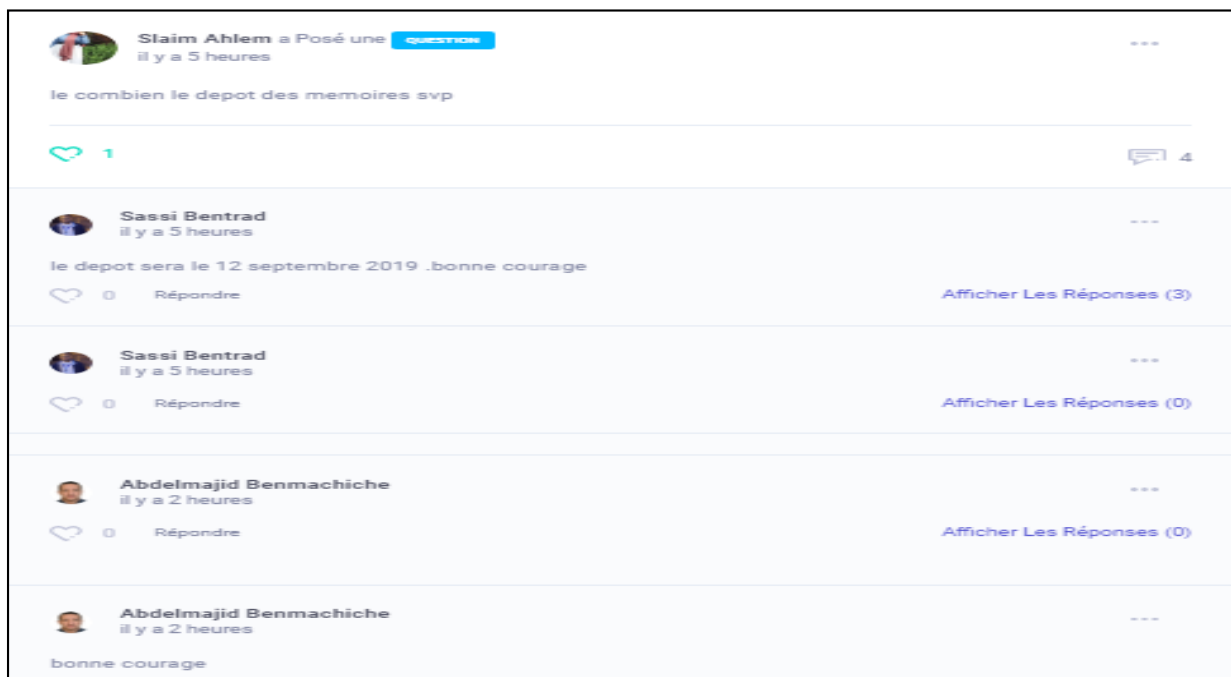 Slaim Ahlem a Posé une QUESTION
il y a 5 heures
le combien le depot des memoires svp
1
4
Sassi Bentrad
il y a 5 heures
le depot sera le 12 septembre 2019 .bonne courage
0 Répondre Afficher Les Réponses (3)
Sassi Bentrad
il y a 5 heures
0 Répondre Afficher Les Réponses (0)
Abdelmajid Benmachiche
il y a 2 heures
0 Répondre Afficher Les Réponses (0)
Abdelmajid Benmachiche
il y a 2 heures
bonne courage